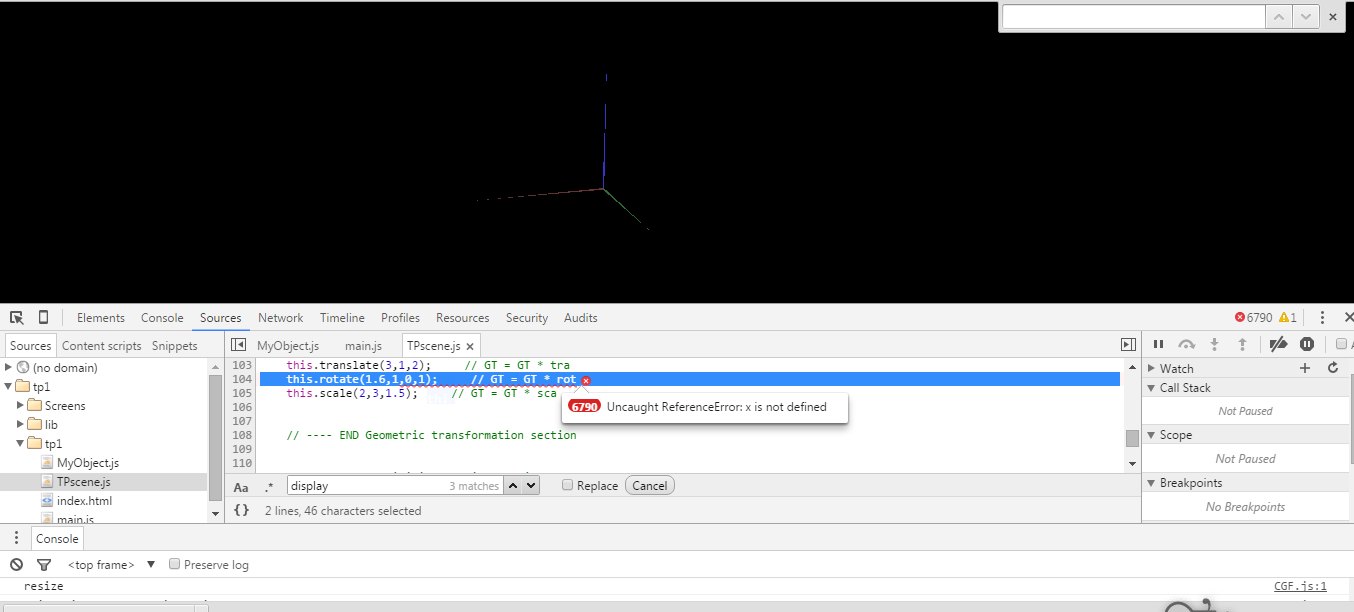 Elements Console Sources Network Timeline Profiles Resources Security Audits 6790 1
Sources Content scripts Snippets MyObject.js main.js TPscene.js
(no domain)
tp1
Screens
lib
tp1
MyObject.js
TPscene.js
index.html
main.js
103 this.translate(3,1,2); // GT = GT * tra
104 this.rotate(1.6,1,0,1); // GT = GT * rot
105 this.scale(2,3,1.5); // GT = GT * sca
6790 Uncaught ReferenceError: x is not defined
106
107
108 // ---- END Geometric transformation section
109
110
Aa .* display 3 matches Replace Cancel
{} 2 lines, 46 characters selected
Watch
Call Stack
Not Paused
Scope
Not Paused
Breakpoints
No Breakpoints
Console
<top frame> Preserve log
resize CGF.js:1